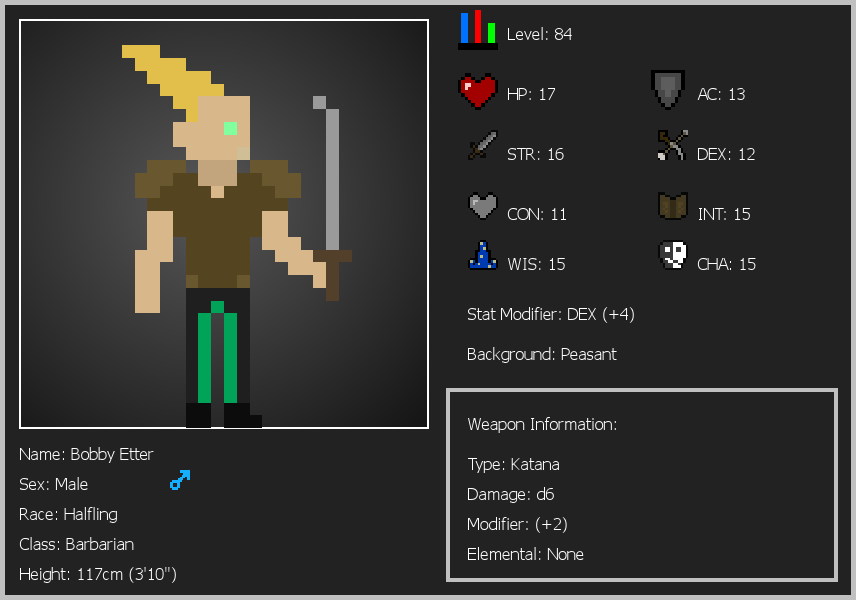 Level: 84
HP: 17
AC: 13
STR: 16
DEX: 12
CON: 11
INT: 15
WIS: 15
CHA: 15
Stat Modifier: DEX (+4)
Background: Peasant
Weapon Information:
Type: Katana
Damage: d6
Modifier: (+2)
Elemental: None
Name: Bobby Etter
Sex: Male
Race: Halfling
Class: Barbarian
Height: 117cm (3'10")